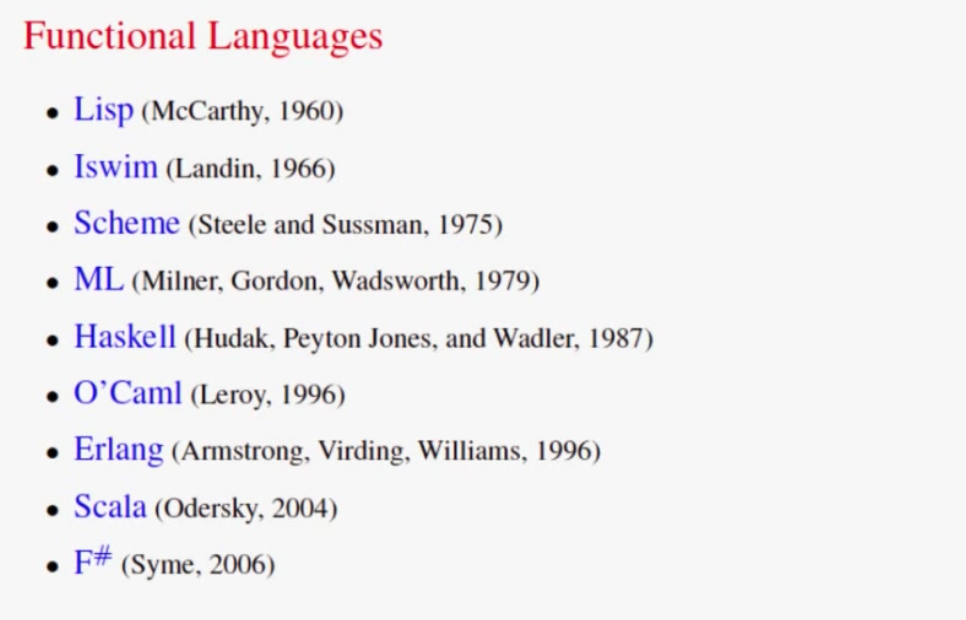 Functional Languages
• Lisp (McCarthy, 1960)
• Iswim (Landin, 1966)
• Scheme (Steele and Sussman, 1975)
• ML (Milner, Gordon, Wadsworth, 1979)
• Haskell (Hudak, Peyton Jones, and Wadler, 1987)
• O’Caml (Leroy, 1996)
• Erlang (Armstrong, Virding, Williams, 1996)
• Scala (Odersky, 2004)
• F# (Syme, 2006)